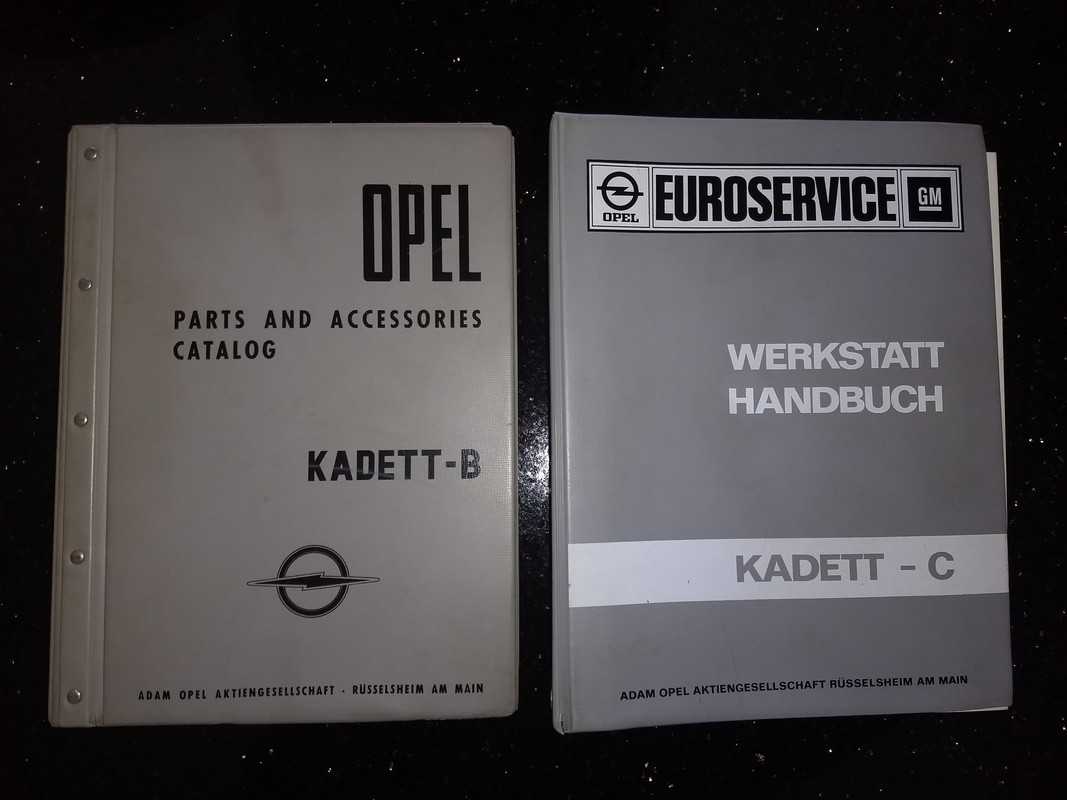 OPEL
PARTS AND ACCESSORIES
CATALOG
KADETT-B
ADAM OPEL AKTIENGESELLSCHAFT · RÜSSELSHEIM AM MAIN
OPEL
EUROSERVICE
GM
WERKSTATT
HANDBUCH
KADETT - C
ADAM OPEL AKTIENGESELLSCHAFT RÜSSELSHEIM AM MAIN